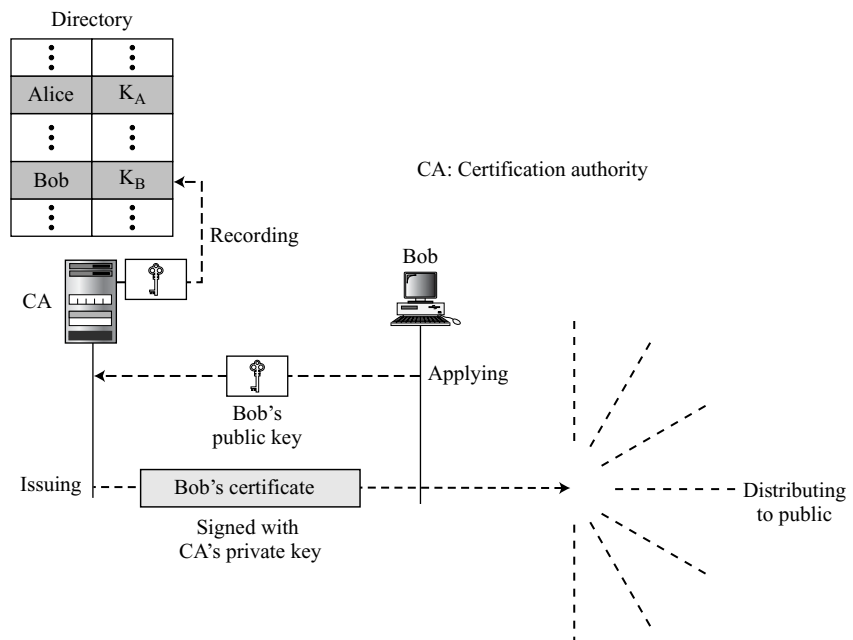 Directory
Alice K_A
Bob K_B
CA: Certification authority
Recording
Bob
CA
Applying
Bob’s
public key
Issuing
Bob’s certificate
Distributing
to public
Signed with
CA’s private key